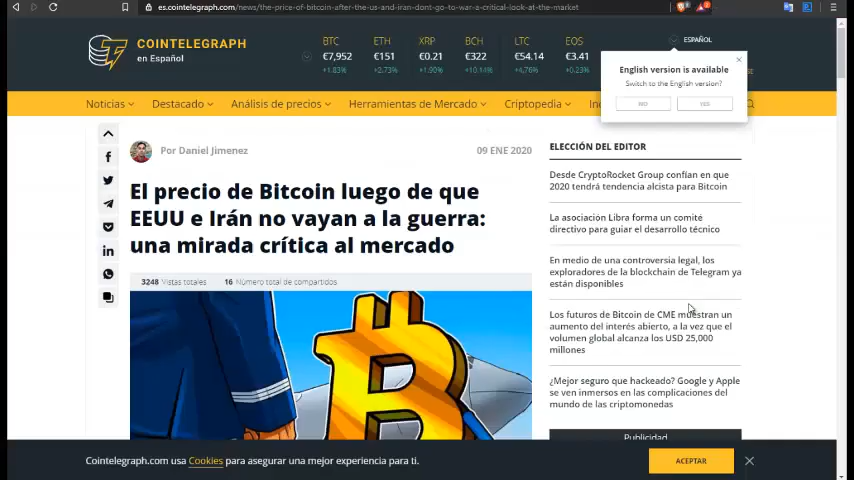 es.cointelegraph.com/news/the-price-of-bitcoin-after-the-us-and-iran-dont-go-to-war-a-critical-look-at-the-market
COINTELEGRAPH
en Español
BTC ETH XRP BCH LTC EOS
€7,952 €151 €0.21 €322 €54.14 €3.41
+1.83% +2.73% +1.90% +10.14% +4.76% +0.23%
ESPAÑOL
English version is available
Switch to the English version?
NO YES
Noticias Destacado Análisis de precios Herramientas de Mercado Criptopedia
Por Daniel Jimenez 09 ENE 2020
El precio de Bitcoin luego de que
EEUU e Irán no vayan a la guerra:
una mirada crítica al mercado
3248 Vistas totales 16 Número total de compartidos
ELECCIÓN DEL EDITOR
Desde CryptoRocket Group confían en que
2020 tendrá tendencia alcista para Bitcoin
La asociación Libra forma un comité
directivo para guiar el desarrollo técnico
En medio de una controversia legal, los
exploradores de la blockchain de Telegram ya
están disponibles
Los futuros de Bitcoin de CME muestran un
aumento del interés abierto, a la vez que el
volumen global alcanza los USD 25,000
millones
¿Mejor seguro que hackeado? Google y Apple
se ven inmersos en las complicaciones del
mundo de las criptomonedas
Publicidad
Cointelegraph.com usa Cookies para asegurar una mejor experiencia para ti.
ACEPTAR